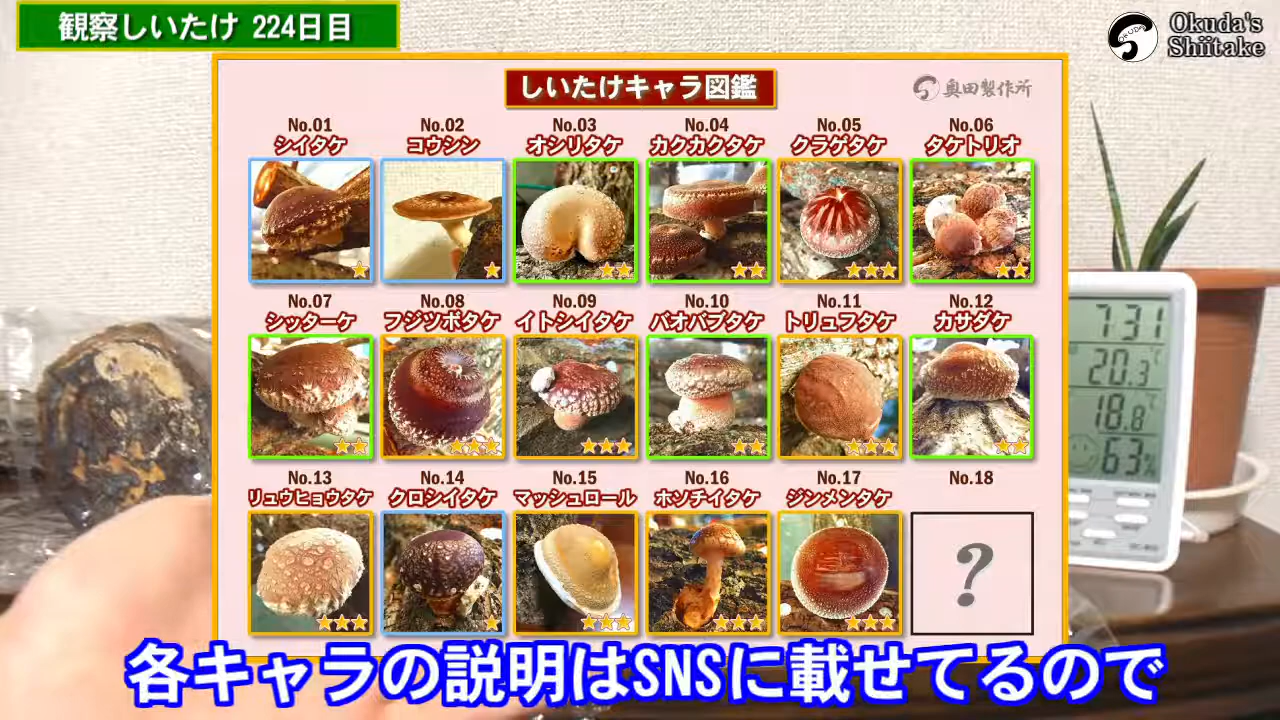 観察しいたけ 224日目
Okuda's
Shiitake
しいたけキャラ図鑑
奥田製作所
No.01 No.02 No.03 No.04 No.05 No.06
シイタケ コウシン オシリタケ カクカクタケ クラゲタケ タケトリオ
No.07 No.08 No.09 No.10 No.11 No.12
シッターケ フジツボタケ イトシイタケ バオバブタケ トリュフタケ カサダケ
No.13 No.14 No.15 No.16 No.17 No.18
リュウヒョウタケ クロシイタケ マッシュロール ホソチイタケ ジンメンタケ
?
7:31
20.3℃
18.8℃
63%
各キャラの説明はSNSに載せてるので